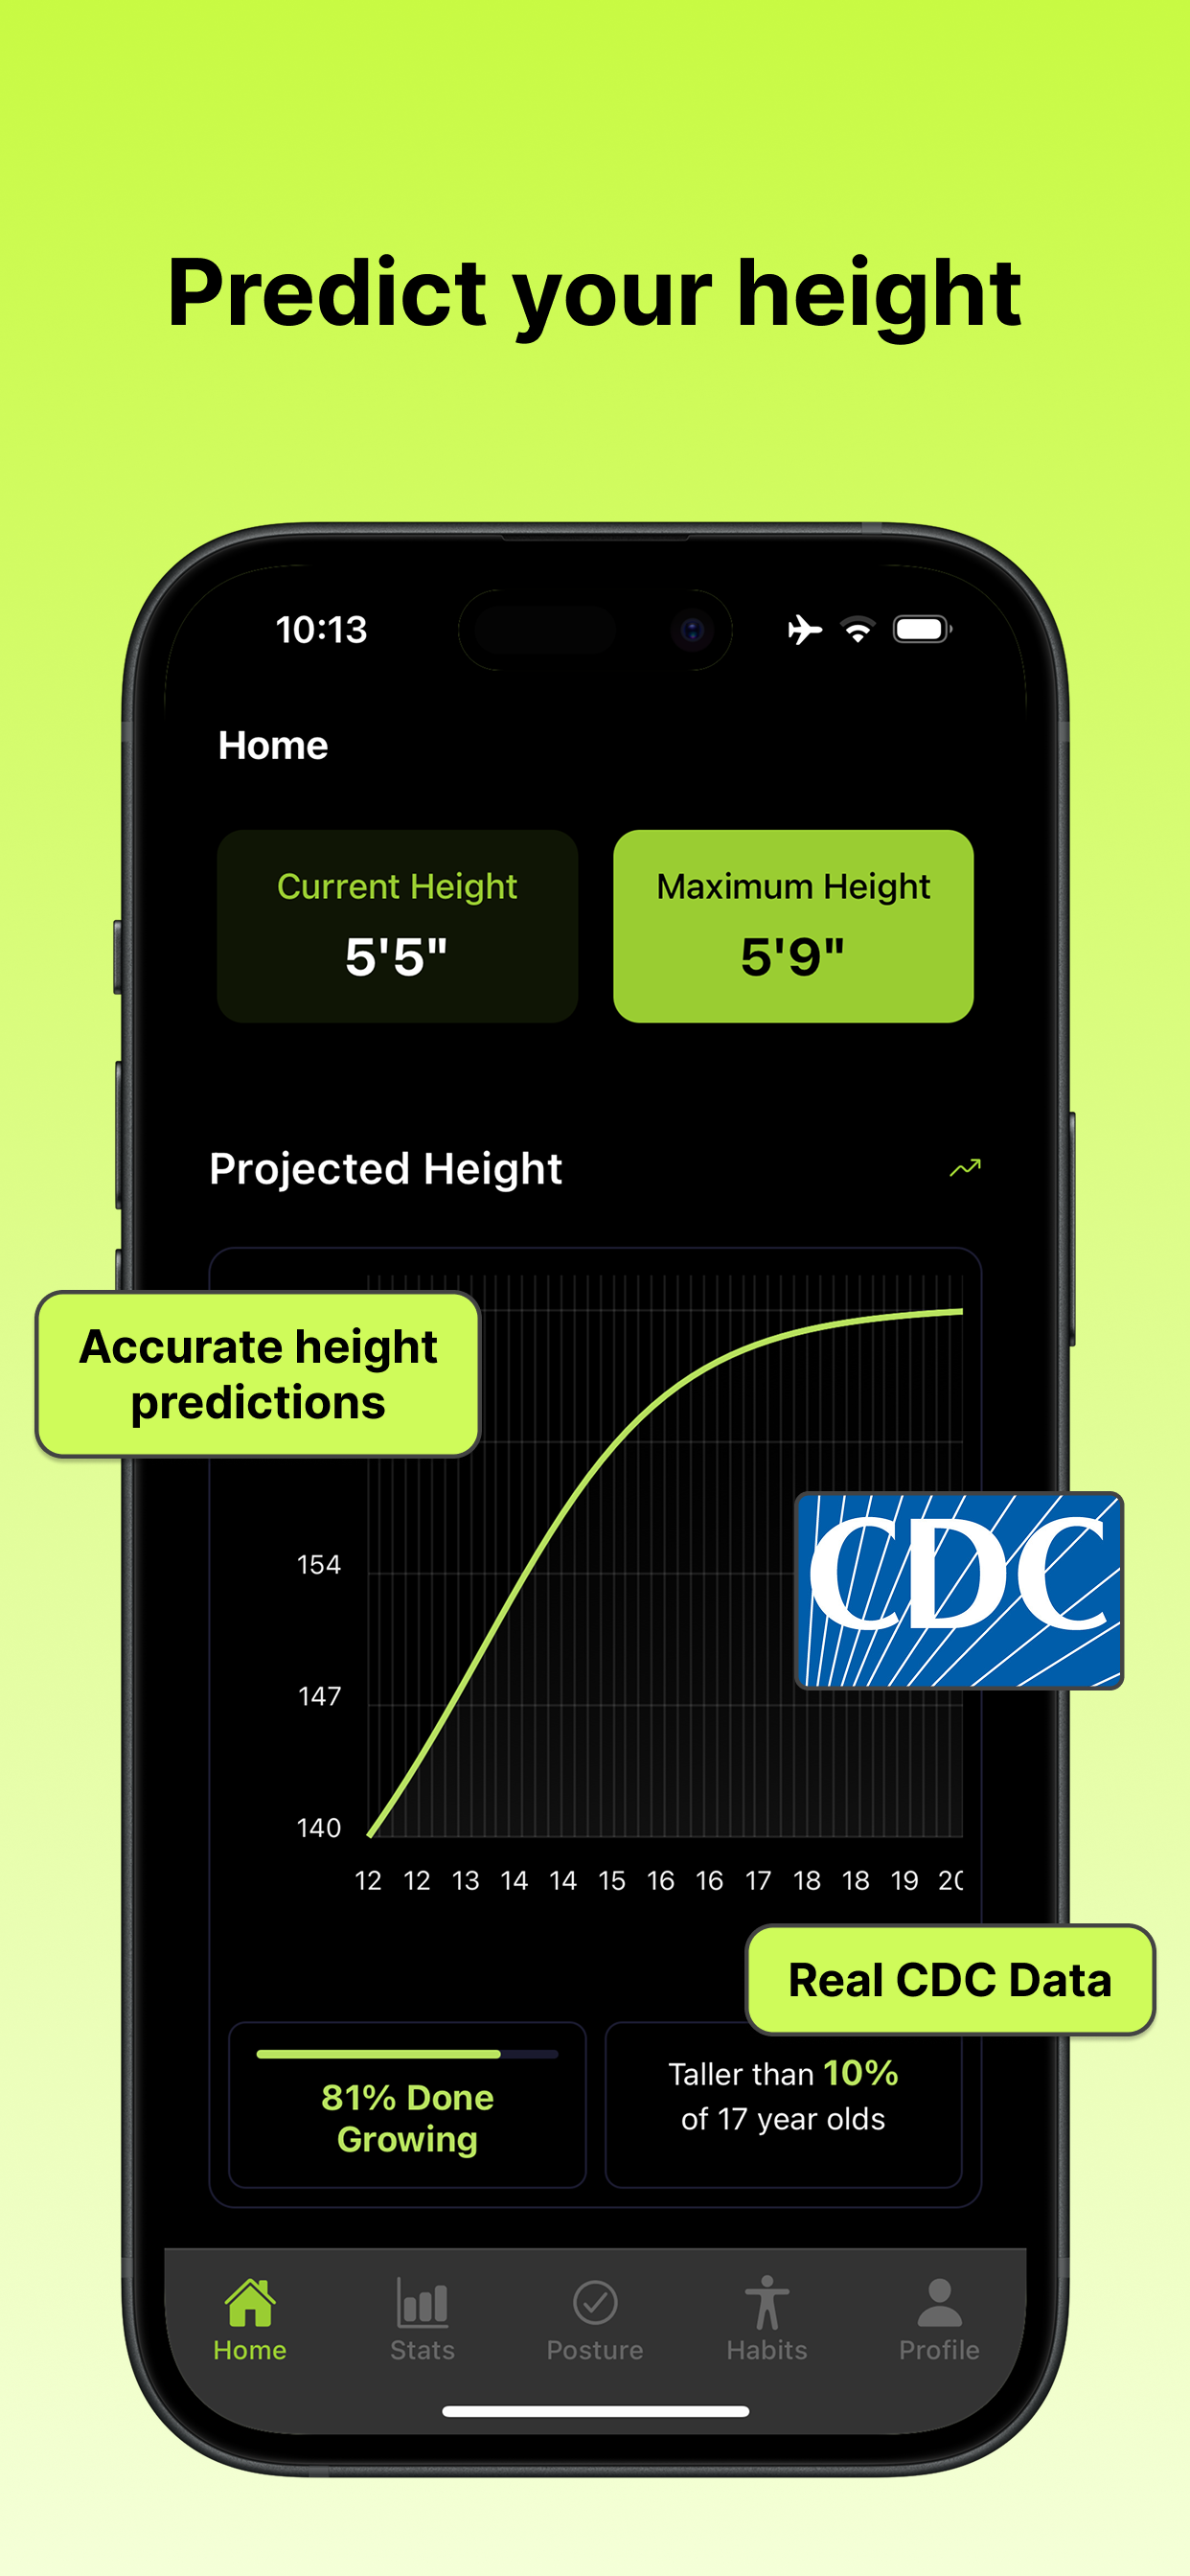 Predict your height
10:13
Home
Current Height
5'5"
Maximum Height
5'9"
Projected Height
Accurate height
predictions
154
147
140
CDC
12 12 13 14 14 15 16 16 17 18 18 19
Real CDC Data
81% Done
Growing
Taller than 10%
of 17 year olds
Home
Stats
Posture
Habits
Profile